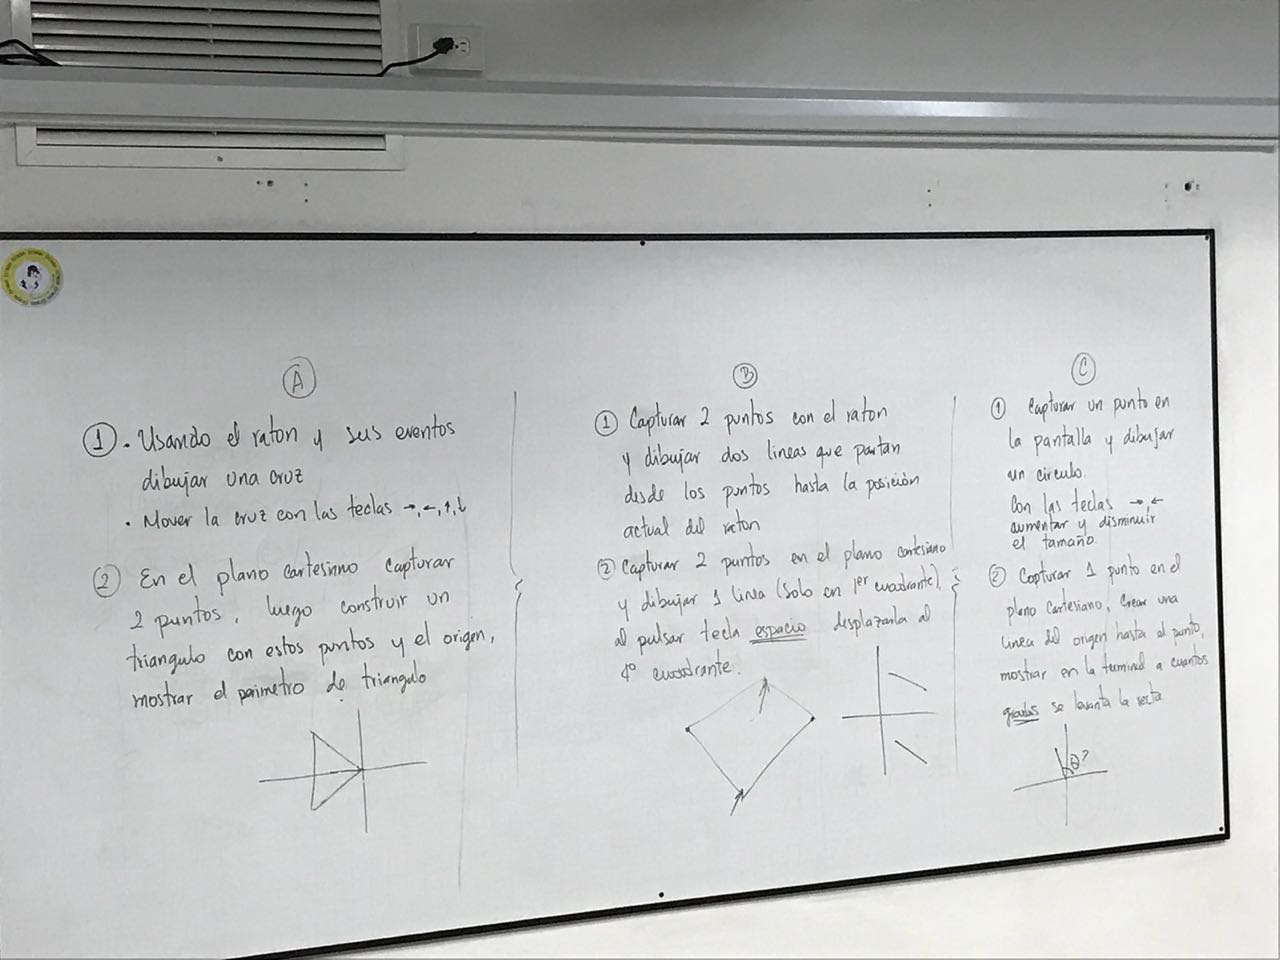 A
1 • Usando el raton y sus eventos
dibujar una cruz
• Mover la cruz con las teclas →,←,↑,↓
2 En el plano cartesiano capturar
2 puntos, luego construir un
triangulo con estos puntos y el origen,
mostrar el perimetro de triangulo
B
1 Capturar 2 puntos con el raton
y dibujar dos lineas que partan
desde los puntos hasta la posición
actual del raton
2 Capturar 2 puntos en el plano cartesiano
y dibujar 1 linea (Solo en 1er cuadrante),
al pulsar tecla espacio desplazarla al
4º cuadrante.
C
1 Capturar un punto en
la pantalla y dibujar
un circulo.
Con las teclas →,←
aumentar y disminuir
el tamaño
2 Capturar 1 punto en el
plano cartesiano, crear una
linea del origen hasta el punto,
mostrar en la terminal a cuantos
grados se levanta la recta
θ?